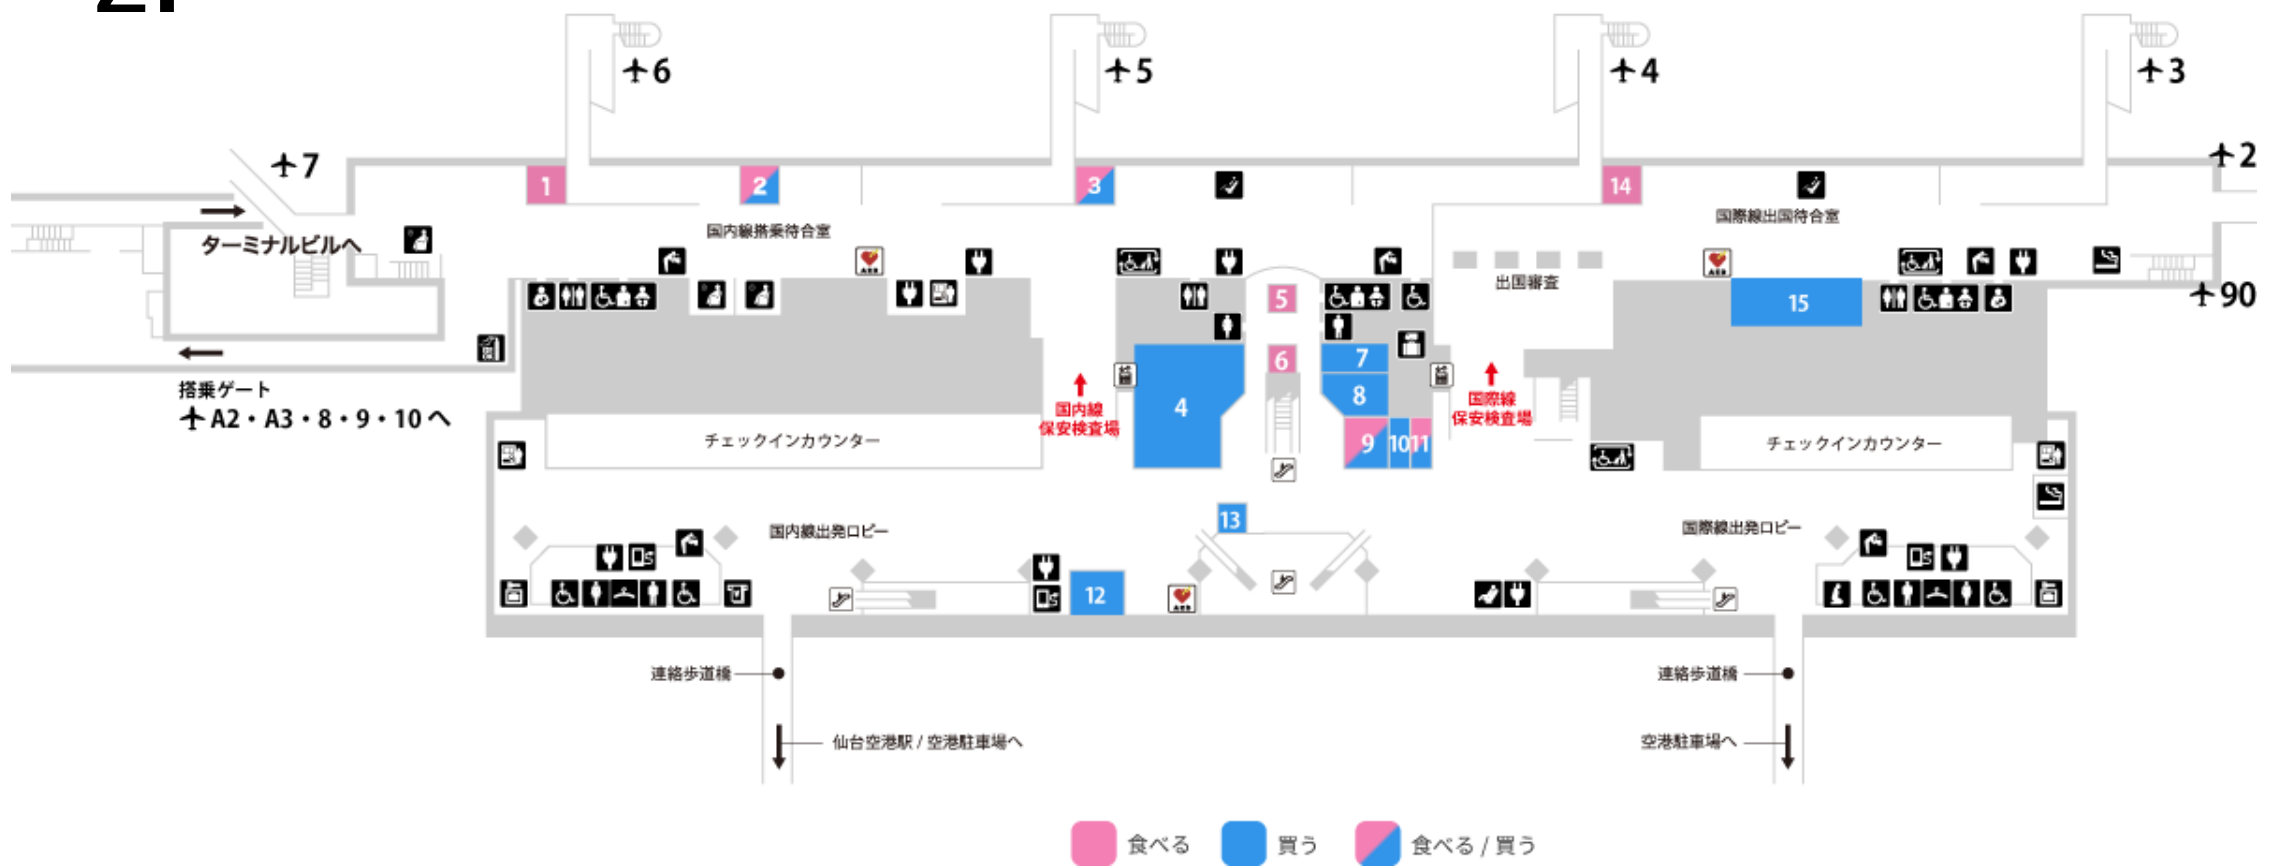 6
5
4
3
7
2
1
2
3
14
国内線搭乗待合室
国際線出国待合室
ターミナルビルへ
AED
AED
出国審査
5
15
90
6
7
8
4
搭乗ゲート
A2・A3・8・9・10 へ
国内線
保安検査場
国際線
保安検査場
チェックインカウンター
9
10
11
チェックインカウンター
13
国内線出発ロビー
国際線出発ロビー
12
AED
連絡歩道橋
連絡歩道橋
仙台空港駅 / 空港駐車場へ
空港駐車場へ
食べる
買う
食べる / 買う